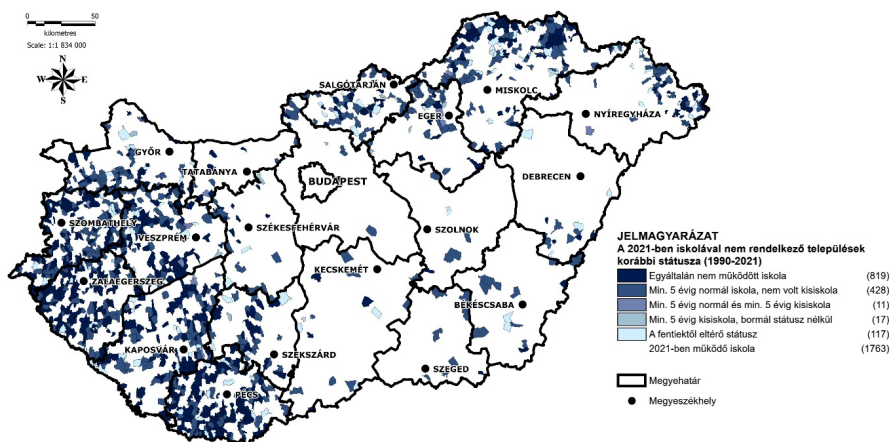 0
50
kilometres
Scale: 1:1 834 000
N
W
E
S
SALGÓTARJÁN
MISKOLC
EGER
NYÍREGYHÁZA
GYŐR
TATABÁNYA
BUDAPEST
DEBRECEN
SZOMBATHELY
VESZPRÉM
SZÉKESFEHÉRVÁR
SZOLNOK
ZALAEGERSZEG
KECSKEMÉT
BÉKÉSCSABA
KAPOSVÁR
SZEKSZÁRD
SZEGED
PÉCS
JELMAGYARÁZAT
A 2021-ben iskolával nem rendelkező települések
korábbi státusza (1990-2021)
Egyáltalán nem működött iskola (819)
Min. 5 évig normál iskola, nem volt kisiskola (428)
Min. 5 évig normál és min. 5 évig kisiskola (11)
Min. 5 évig kisiskola, bormál státusz nélkül (17)
A fentiektől eltérő státusz (117)
2021-ben működő iskola (1763)
Megyehatár
Megyeszékhely